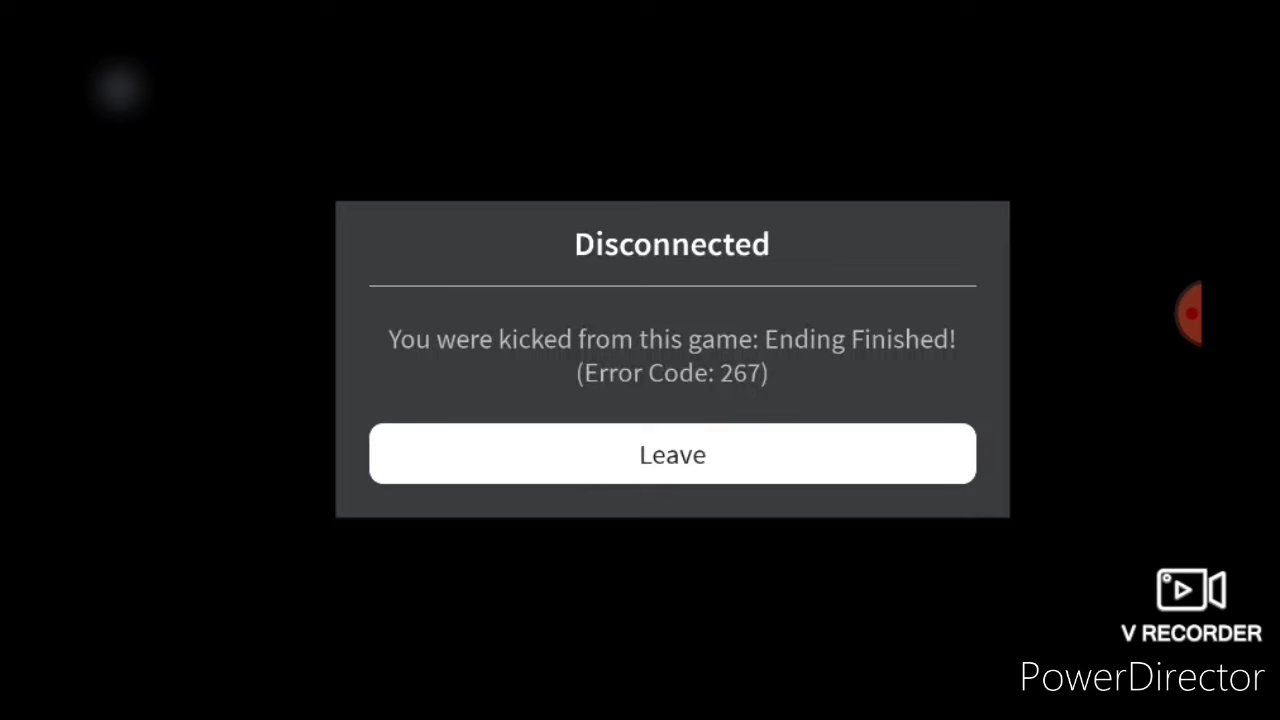 Disconnected
You were kicked from this game: Ending Finished!
(Error Code: 267)
Leave
V RECORDER
PowerDirector